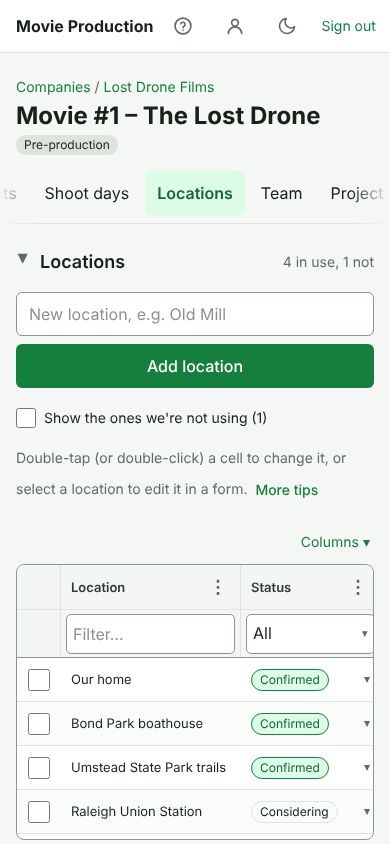 Movie Production
Sign out
Companies / Lost Drone Films
Movie #1 – The Lost Drone
Pre-production
ts Shoot days Locations Team Project
Locations
4 in use, 1 not
New location, e.g. Old Mill
Add location
Show the ones we're not using (1)
Double-tap (or double-click) a cell to change it, or
select a location to edit it in a form. More tips
Columns ▾
Location Status
Filter... All
Our home Confirmed
Bond Park boathouse Confirmed
Umstead State Park trails Confirmed
Raleigh Union Station Considering